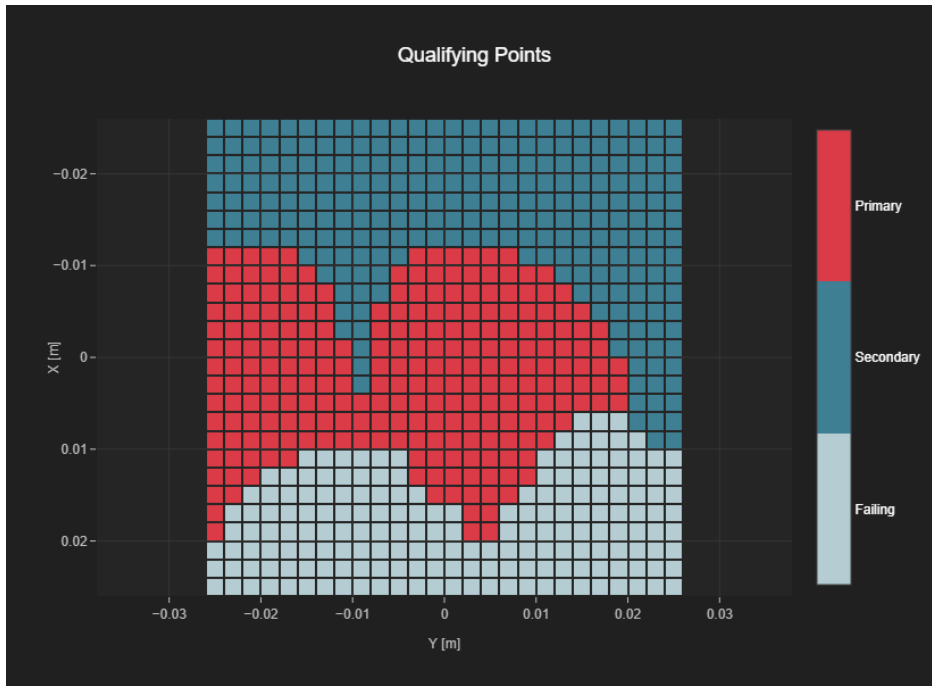 Qualifying Points
−0.02
−0.01
0
0.01
0.02
X [m]
−0.03
−0.02
−0.01
0
0.01
0.02
0.03
Y [m]
Primary
Secondary
Failing